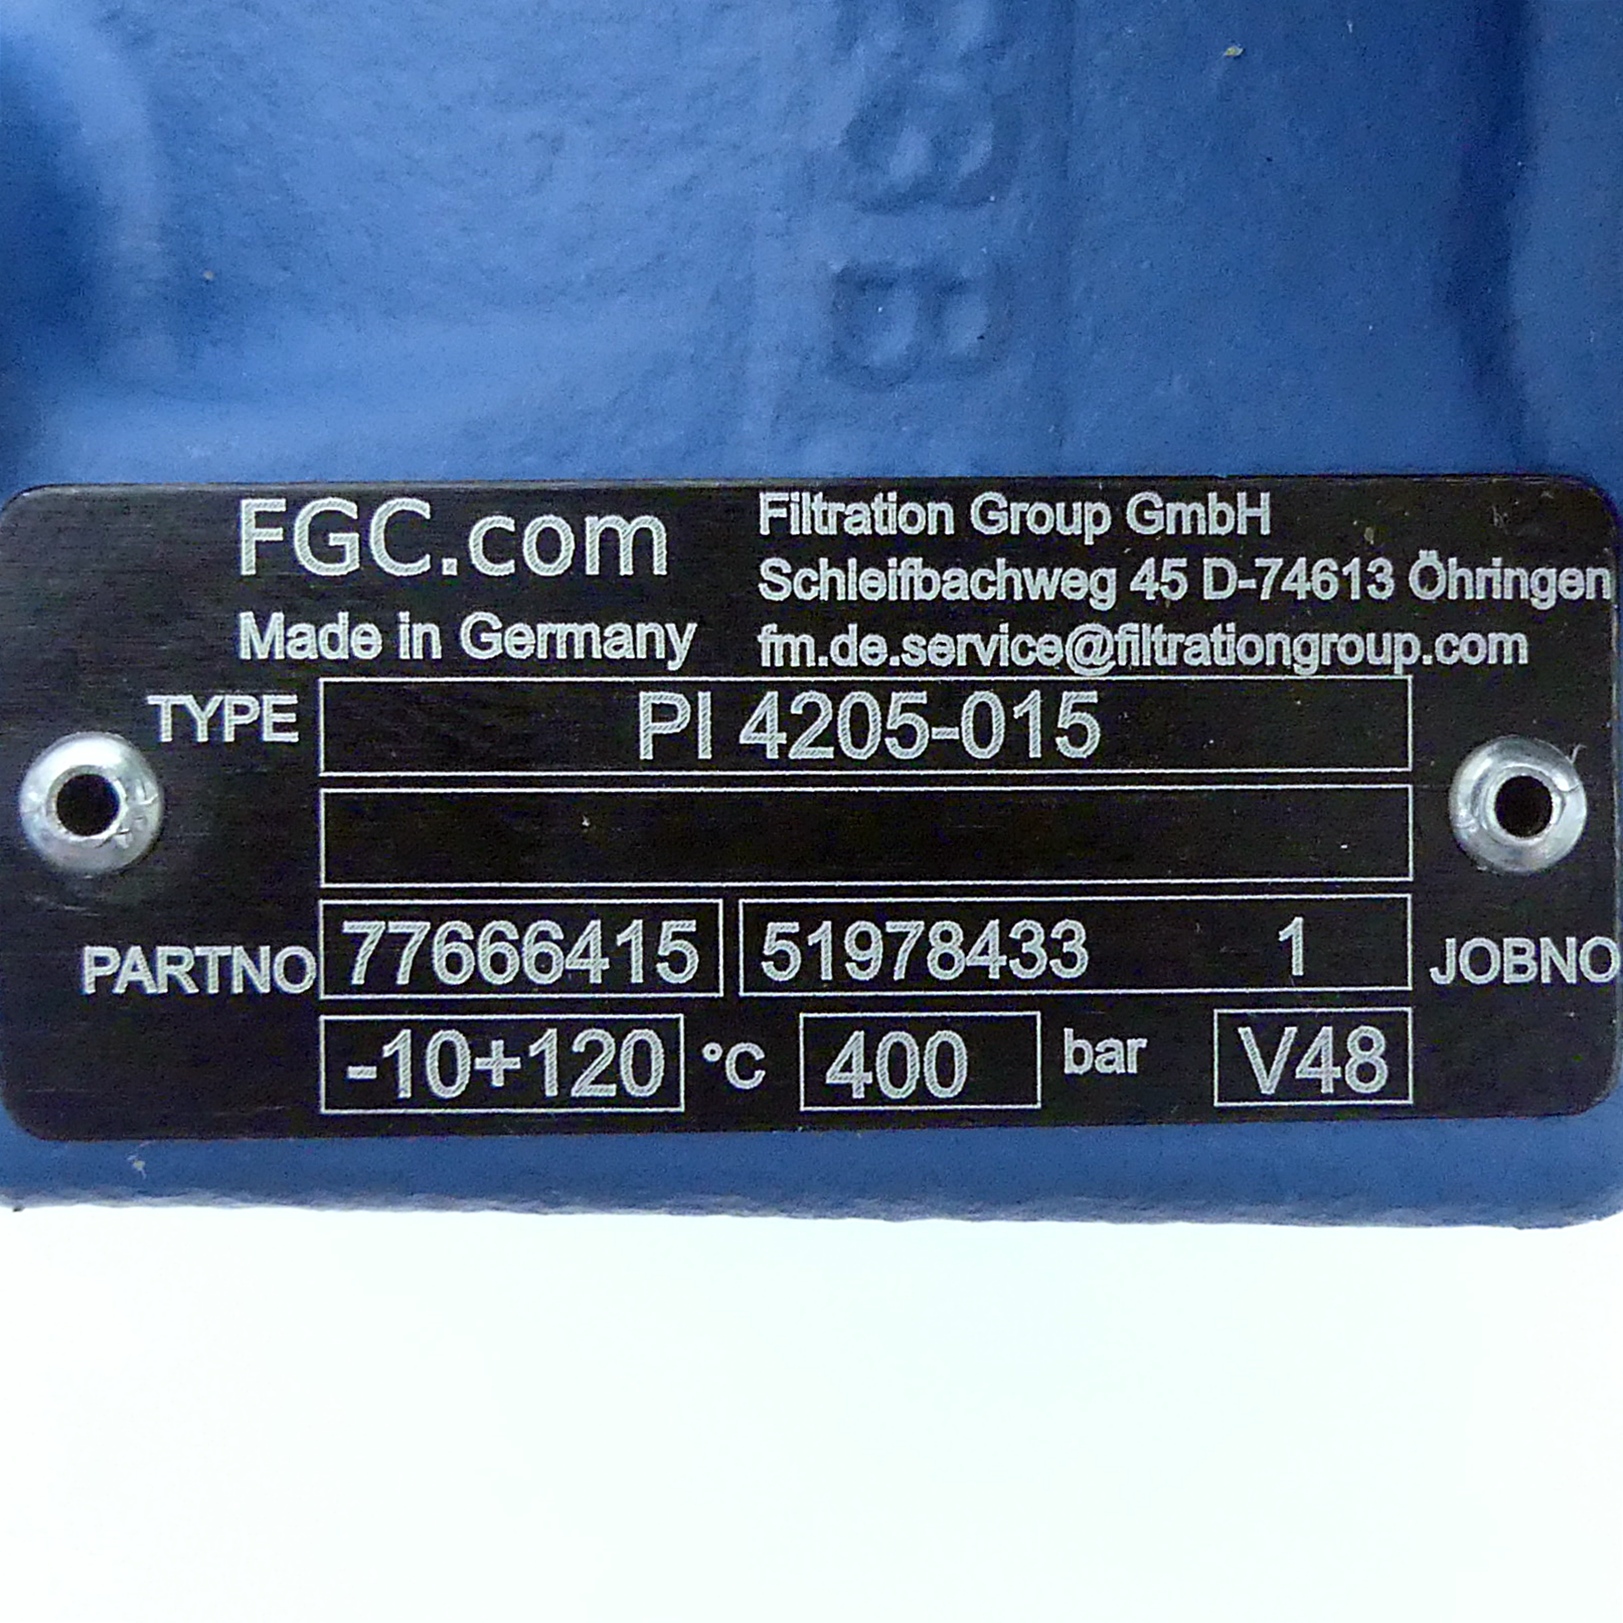 FGC.com
Made in Germany
Filtration Group GmbH
Schleifbachweg 45 D-74613 Öhringen
fm.de.service@filtrationgroup.com
TYPE PI 4205-015
PARTNO 77666415 51978433 1 JOBNO
-10+120 °C 400 bar V48